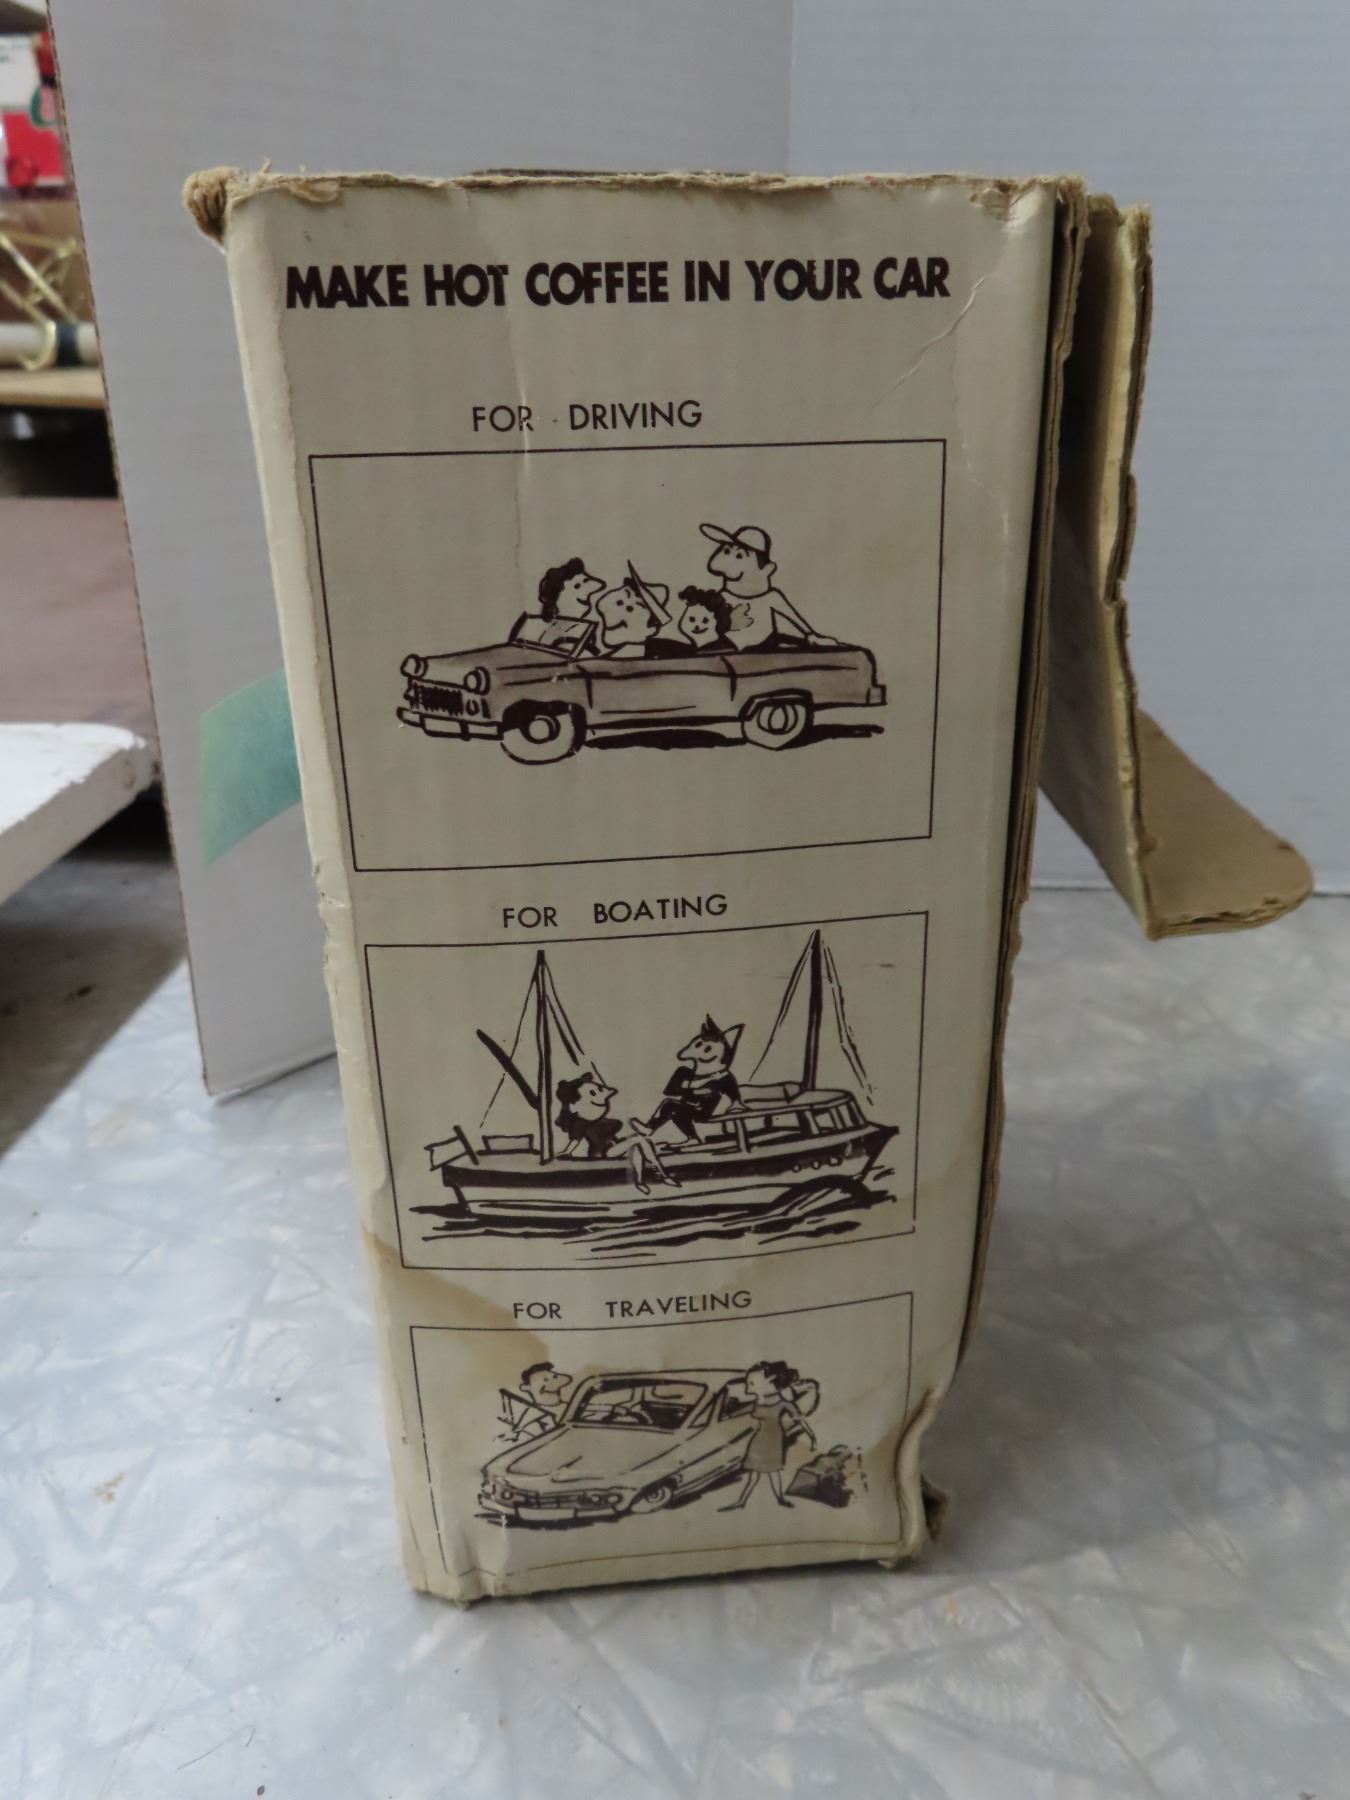 MAKE HOT COFFEE IN YOUR CAR
FOR DRIVING
FOR BOATING
FOR TRAVELING